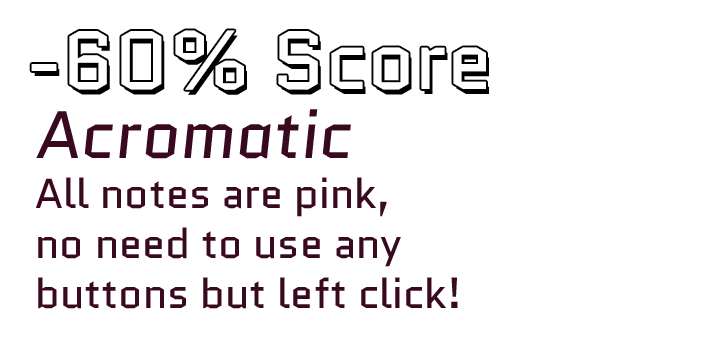 -60% Score
Acromatic
All notes are pink,
no need to use any
buttons but left click!